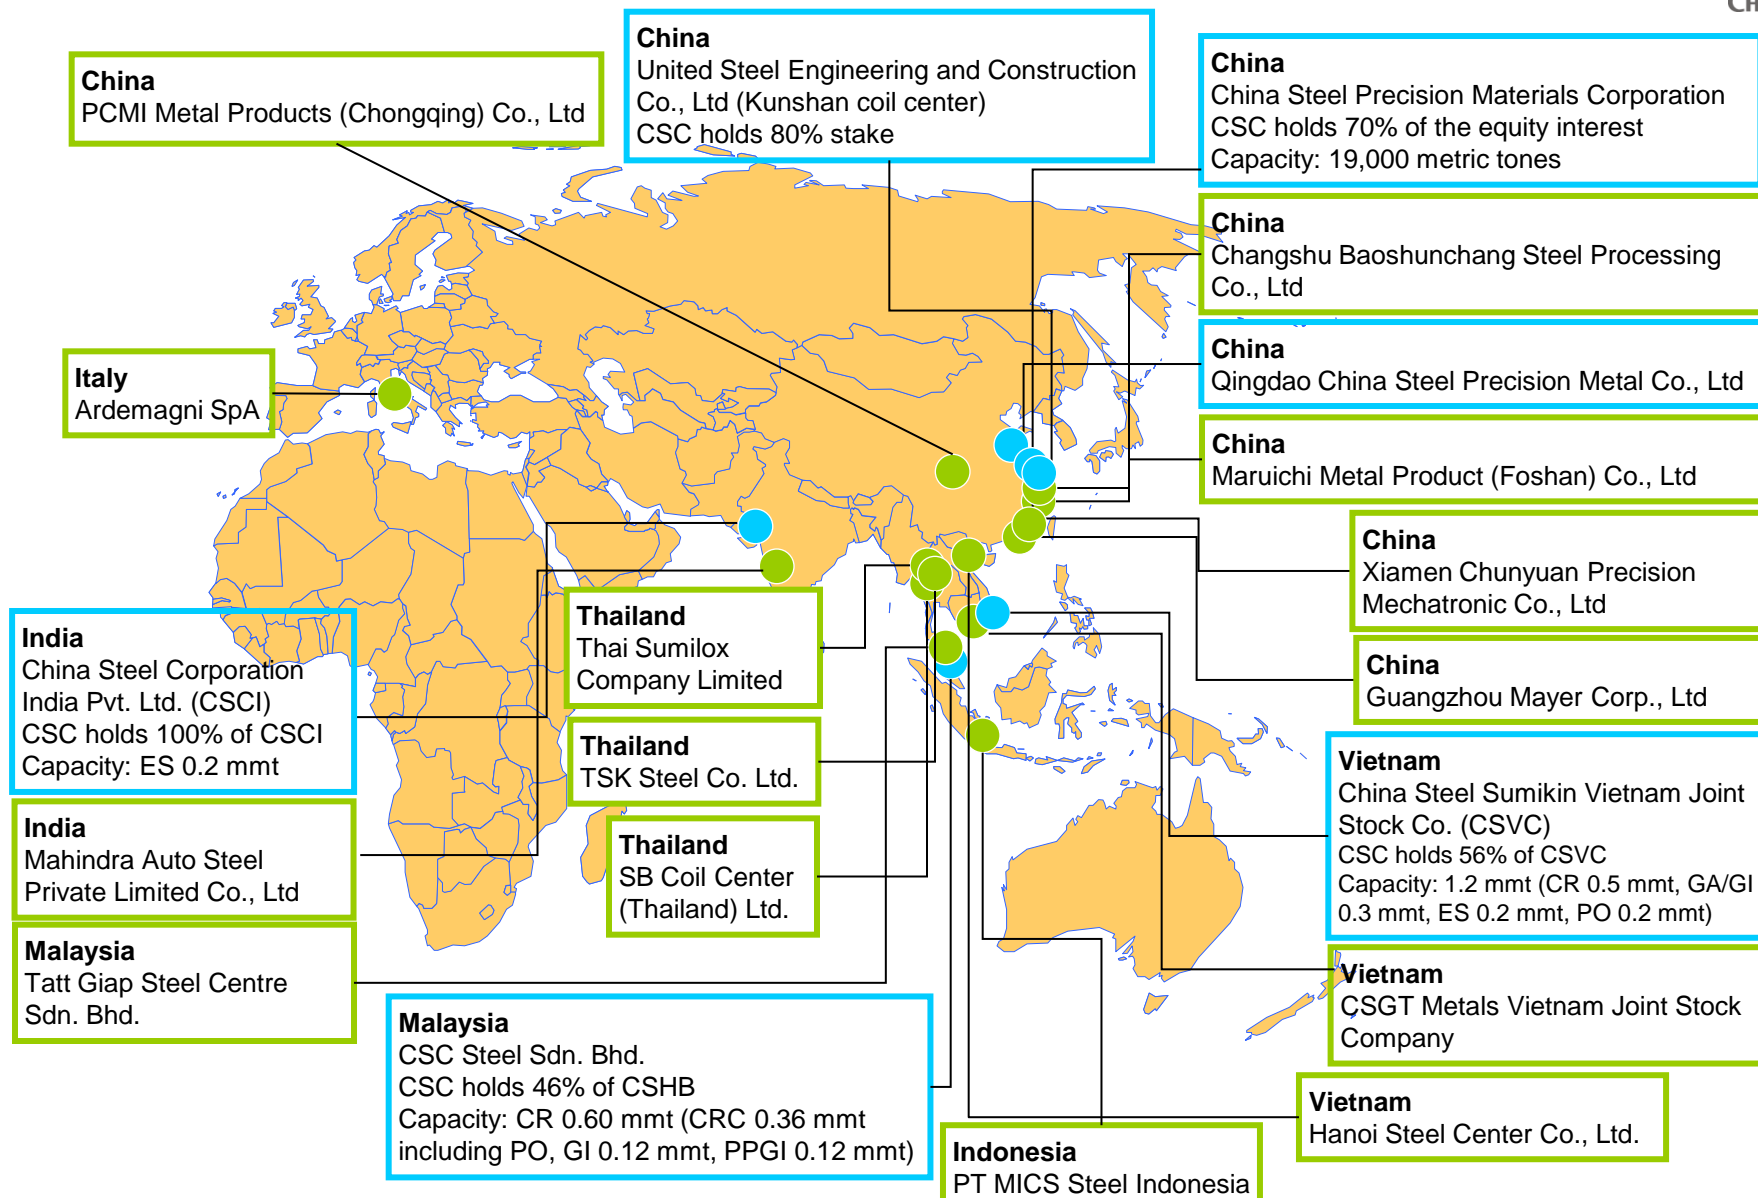 CH
China
PCMI Metal Products (Chongqing) Co., Ltd
China
United Steel Engineering and Construction
Co., Ltd (Kunshan coil center)
CSC holds 80% stake
China
China Steel Precision Materials Corporation
CSC holds 70% of the equity interest
Capacity: 19,000 metric tones
China
Changshu Baoshunchang Steel Processing
Co., Ltd
China
Qingdao China Steel Precision Metal Co., Ltd
China
Maruichi Metal Product (Foshan) Co., Ltd
China
Xiamen Chunyuan Precision
Mechatronic Co., Ltd
China
Guangzhou Mayer Corp., Ltd
Italy
Ardemagni SpA
India
China Steel Corporation
India Pvt. Ltd. (CSCI)
CSC holds 100% of CSCI
Capacity: ES 0.2 mmt
India
Mahindra Auto Steel
Private Limited Co., Ltd
Malaysia
Tatt Giap Steel Centre
Sdn. Bhd.
Thailand
Thai Sumilox
Company Limited
Thailand
TSK Steel Co. Ltd.
Thailand
SB Coil Center
(Thailand) Ltd.
Malaysia
CSC Steel Sdn. Bhd.
CSC holds 46% of CSHB
Capacity: CR 0.60 mmt (CRC 0.36 mmt
including PO, GI 0.12 mmt, PPGI 0.12 mmt)
Vietnam
China Steel Sumikin Vietnam Joint
Stock Co. (CSVC)
CSC holds 56% of CSVC
Capacity: 1.2 mmt (CR 0.5 mmt, GA/GI
0.3 mmt, ES 0.2 mmt, PO 0.2 mmt)
Vietnam
CSGT Metals Vietnam Joint Stock
Company
Vietnam
Hanoi Steel Center Co., Ltd.
Indonesia
PT MICS Steel Indonesia